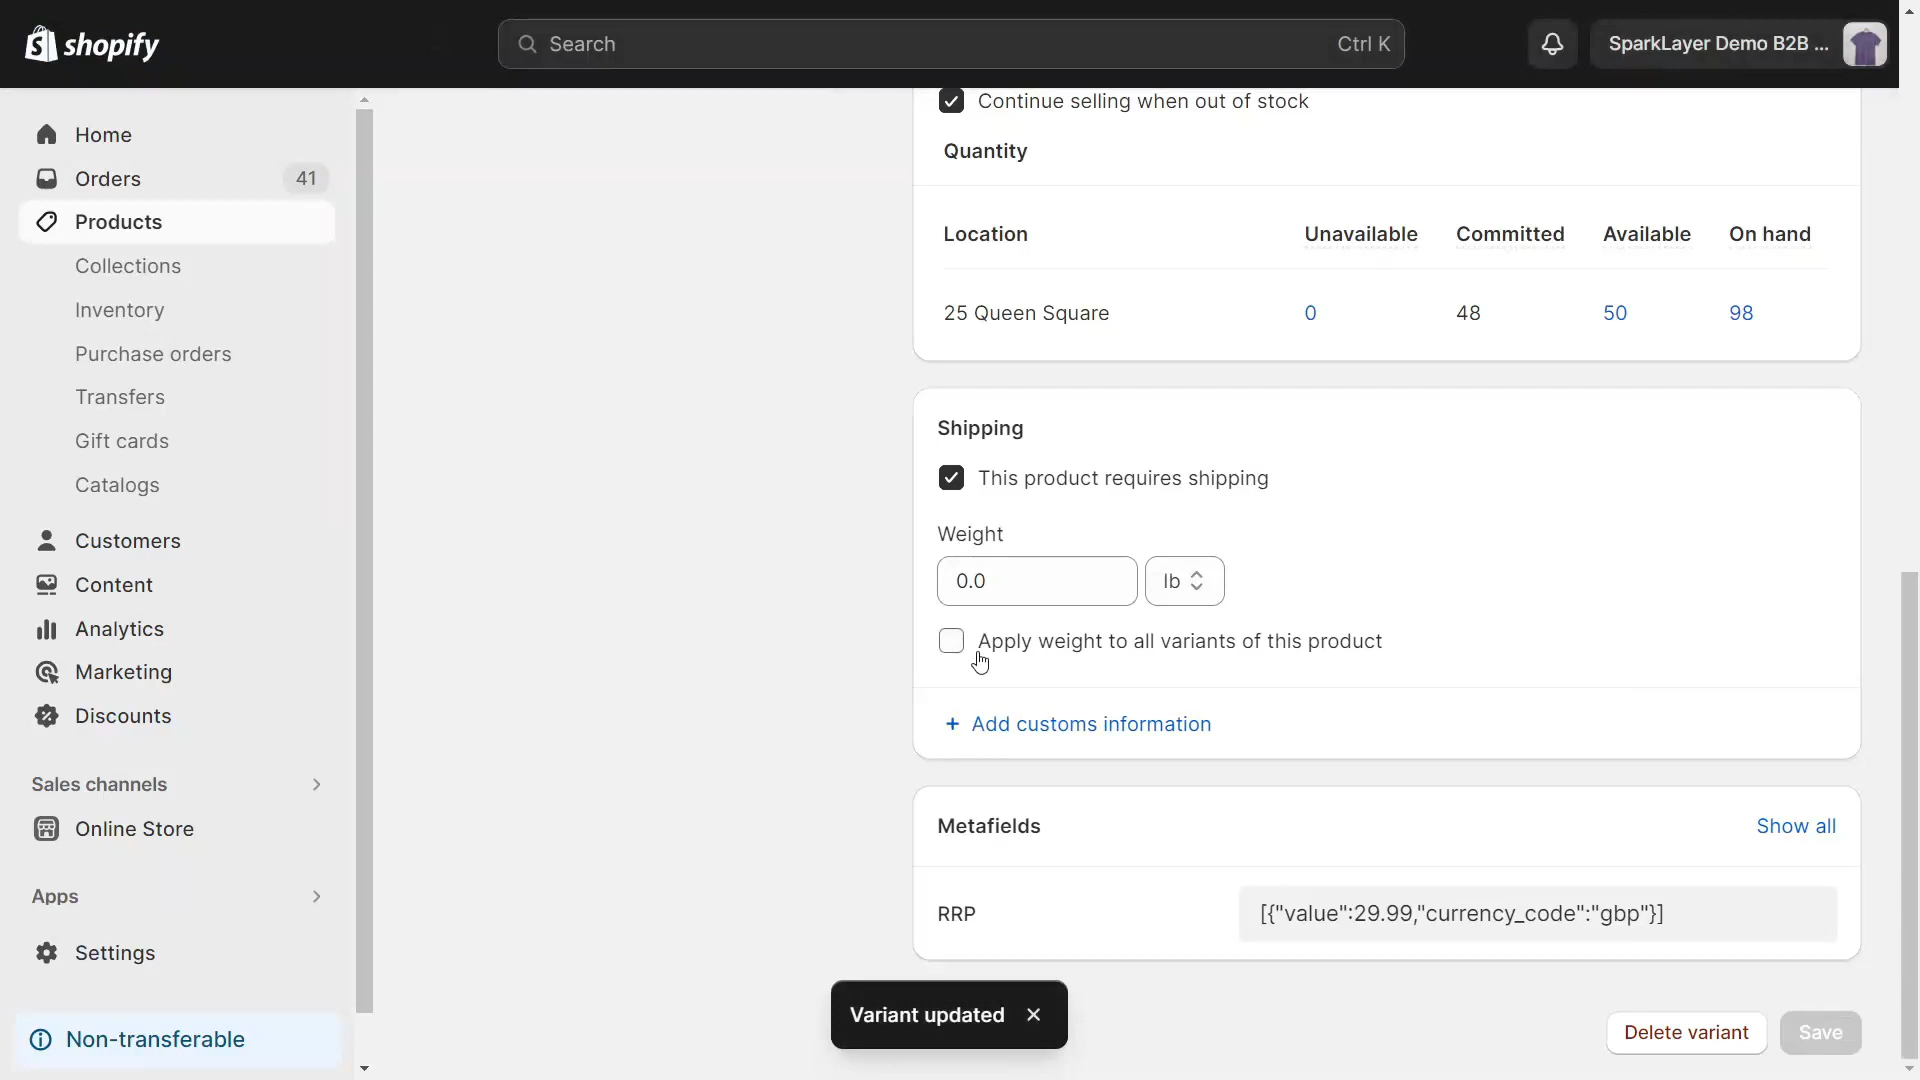 shopify
Search
Ctrl K
SparkLayer Demo B2B ...
Home
Orders
41
Products
Collections
Inventory
Purchase orders
Transfers
Gift cards
Catalogs
Customers
Content
Analytics
Marketing
Discounts
Sales channels
Online Store
Apps
Settings
Non-transferable
Continue selling when out of stock
Quantity
Location Unavailable Committed Available On hand
25 Queen Square 0 48 50 98
Shipping
This product requires shipping
Weight
0.0 lb
Apply weight to all variants of this product
+ Add customs information
Metafields Show all
RRP [{"value":29.99,"currency_code":"gbp"}]
Variant updated
Delete variant Save